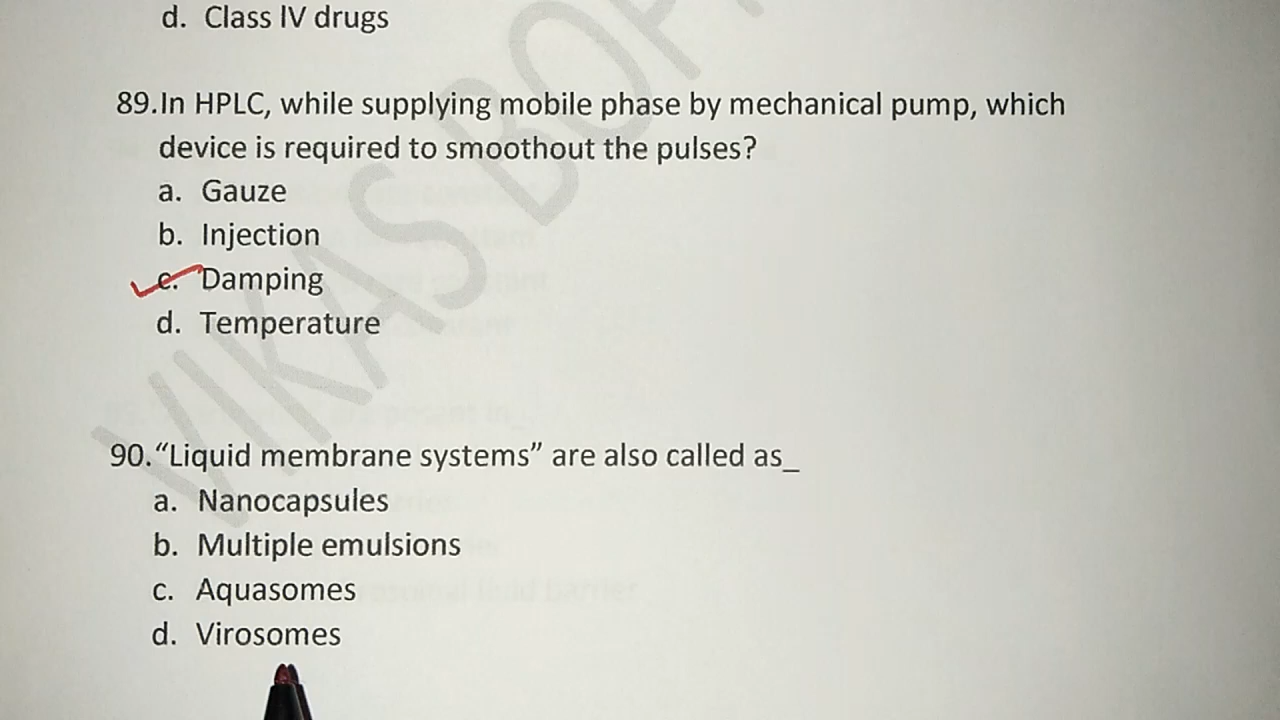 d. Class IV drugs
89.In HPLC, while supplying mobile phase by mechanical pump, which
device is required to smoothout the pulses?
a. Gauze
b. Injection
c. Damping
d. Temperature
90.“Liquid membrane systems” are also called as_
a. Nanocapsules
b. Multiple emulsions
c. Aquasomes
d. Virosomes
VIKAS